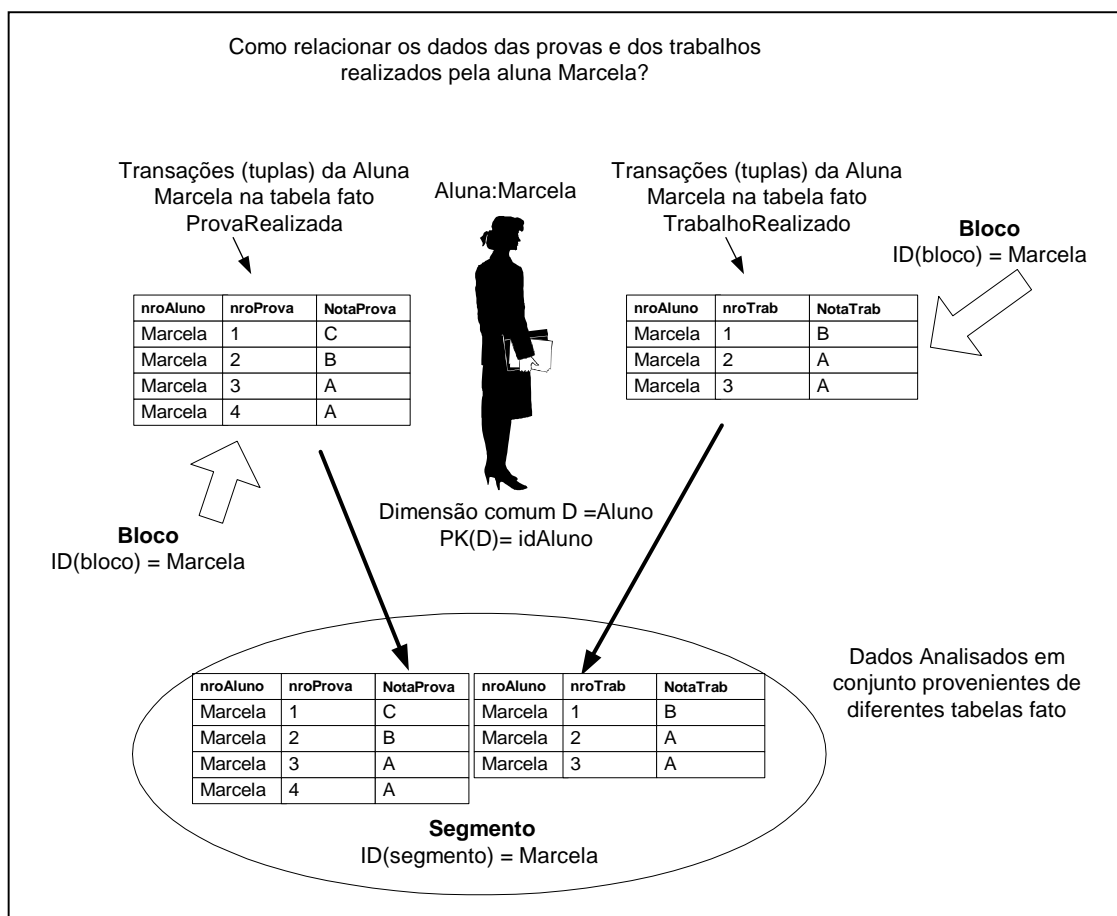 Como relacionar os dados das provas e dos trabalhos
realizados pela aluna Marcela?
Transações (tuplas) da Aluna
Marcela na tabela fato
ProvaRealizada
Aluna:Marcela
Transações (tuplas) da Aluna
Marcela na tabela fato
TrabalhoRealizado
Bloco
ID(bloco) = Marcela
nroAluno nroProva NotaProva
Marcela 1 C
Marcela 2 B
Marcela 3 A
Marcela 4 A
nroAluno nroTrab NotaTrab
Marcela 1 B
Marcela 2 A
Marcela 3 A
Bloco
ID(bloco) = Marcela
Dimensão comum D =Aluno
PK(D)= idAluno
nroAluno nroProva NotaProva nroAluno nroTrab NotaTrab
Marcela 1 C Marcela 1 B
Marcela 2 B Marcela 2 A
Marcela 3 A Marcela 3 A
Marcela 4 A
Segmento
ID(segmento) = Marcela
Dados Analisados em
conjunto provenientes de
diferentes tabelas fato